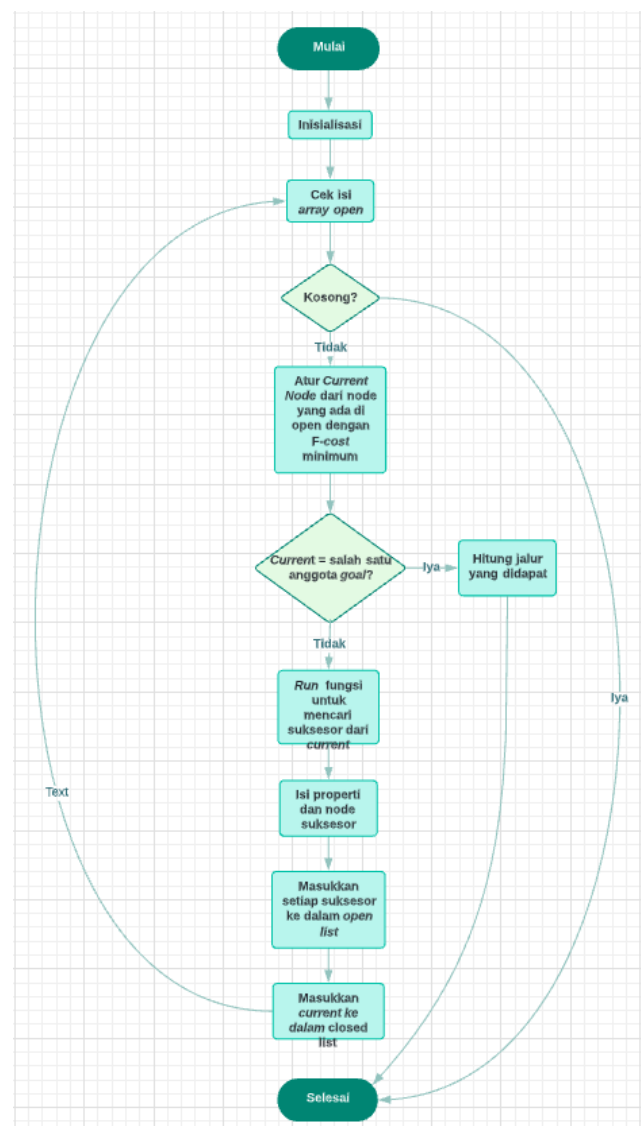 Mulai
Inisialisasi
Cek isi
array open
Kosong?
Tidak
Atur Current
Node dari node
yang ada di
open dengan
F-cost
minimum
Current = salah satu
anggota goal?
Iya
Hitung jalur
yang didapat
Tidak
Run fungsi
untuk
mencari
suksesor dari
current
Iya
Isi properti
dan node
suksesor
Text
Masukkan
setiap suksesor
ke dalam open
list
Masukkan
current ke
dalam closed
list
Selesai